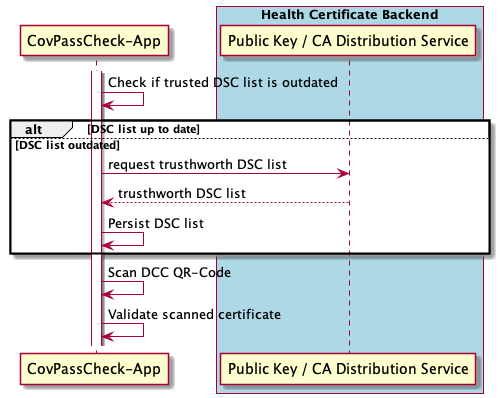 Health Certificate Backend
CovPassCheck-App
Public Key / CA Distribution Service
Check if trusted DSC list is outdated
alt
[DSC list up to date]
[DSC list outdated]
request trusthworth DSC list
trusthworth DSC list
Persist DSC list
Scan DCC QR-Code
Validate scanned certificate
CovPassCheck-App
Public Key / CA Distribution Service